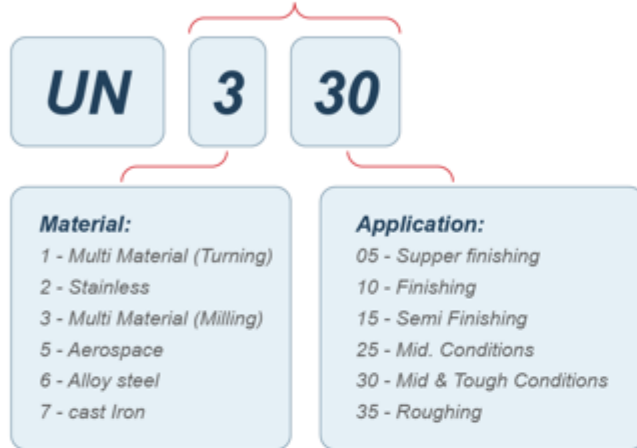 UN 3 30
Material:
1 - Multi Material (Turning)
2 - Stainless
3 - Multi Material (Milling)
5 - Aerospace
6 - Alloy steel
7 - cast Iron
Application:
05 - Supper finishing
10 - Finishing
15 - Semi Finishing
25 - Mid. Conditions
30 - Mid & Tough Conditions
35 - Roughing